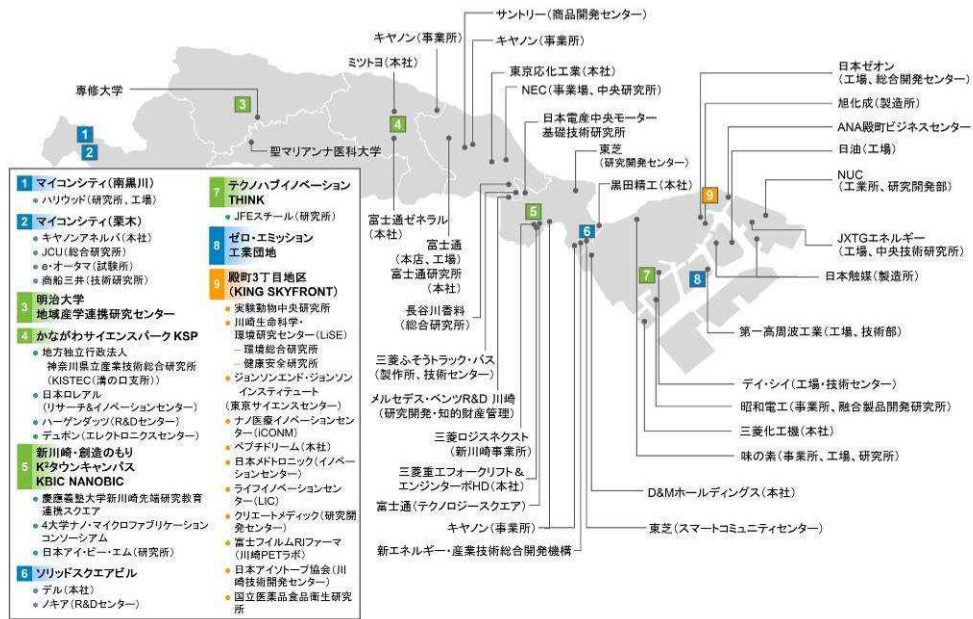 サントリー(商品開発センター)
キヤノン(事業所)
キヤノン(事業所)
ミツトヨ(本社)
東京応化工業(本社)
NEC(事業場、中央研究所)
日本電産中央モーター
基礎技術研究所
東芝
(研究開発センター)
黒田精工(本社)
日本ゼオン
(工場、総合開発センター)
旭化成(製造所)
ANA殿町ビジネスセンター
日油(工場)
NUC
(工業所、研究開発部)
JXTGエネルギー
(工場、中央技術研究所)
日本触媒(製造所)
専修大学
聖マリアンナ医科大学
1
2
3
4
5
6
7
8
9
富士通ゼネラル
(本社)
富士通
(本店、工場)
富士通研究所
(本社)
長谷川香料
(総合研究所)
三菱ふそうトラック・バス
(製作所、技術センター)
メルセデス・ベンツR&D 川崎
(研究開発・知的財産管理)
三菱ロジスネクスト
(新川崎事業所)
三菱重工フォークリフト&
エンジンターボHD(本社)
富士通(テクノロジースクエア)
キヤノン(事業所)
新エネルギー・産業技術総合開発機構
第一高周波工業(工場、技術部)
デイ・シイ(工場・技術センター)
昭和電工(事業所、融合製品開発研究所)
三菱化工機(本社)
味の素(事業所、工場、研究所)
D&Mホールディングス(本社)
東芝(スマートコミュニティセンター)
1 マイコンシティ(南黒川)
ハリウッド(研究所、工場)
2 マイコンシティ(栗木)
キヤノンアネルバ(本社)
JCU(総合研究所)
e・オータマ(試験所)
商船三井(技術研究所)
3 明治大学
地域産学連携研究センター
4 かながわサイエンスパーク KSP
地方独立行政法人
神奈川県立産業技術総合研究所
(KISTEC(溝の口支所))
日本ロレアル
(リサーチ&イノベーションセンター)
ハーゲンダッツ(R&Dセンター)
デュポン(エレクトロニクスセンター)
5 新川崎・創造のもり
K²タウンキャンパス
KBIC NANOBIC
慶應義塾大学新川崎先端研究教育
連携スクエア
4大学ナノ・マイクロファブリケーション
コンソーシアム
日本アイ・ビー・エム(研究所)
6 ソリッドスクエアビル
デル(本社)
ノキア(R&Dセンター)
7 テクノハブイノベーション
THINK
JFEスチール(研究所)
8 ゼロ・エミッション
工業団地
9 殿町3丁目地区
(KING SKYFRONT)
実験動物中央研究所
川崎生命科学・
環境研究センター(LiSE)
－環境総合研究所
－健康安全研究所
ジョンソンエンド・ジョンソン
インスティテュート
(東京サイエンスセンター)
ナノ医療イノベーションセン
ター(iCONM)
ペプチドリーム(本社)
日本メドトロニック(イノベー
ションセンター)
ライフイノベーションセン
ター(LIC)
クリエートメディック(研究開
発センター)
富士フイルムRIファーマ
(川崎PETラボ)
日本アイソトープ協会(川
崎技術開発センター)
国立医薬品食品衛生研究
所